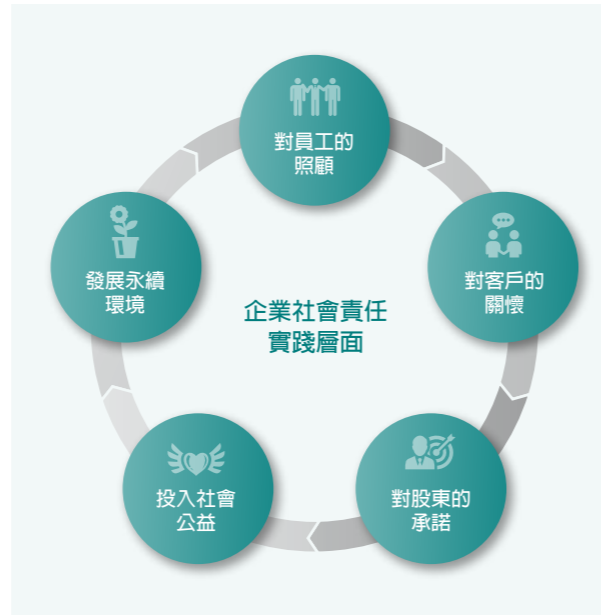 對員工的
照顧
對客戶的
關懷
對股東的
承諾
投入社會
公益
發展永續
環境
企業社會責任
實踐層面